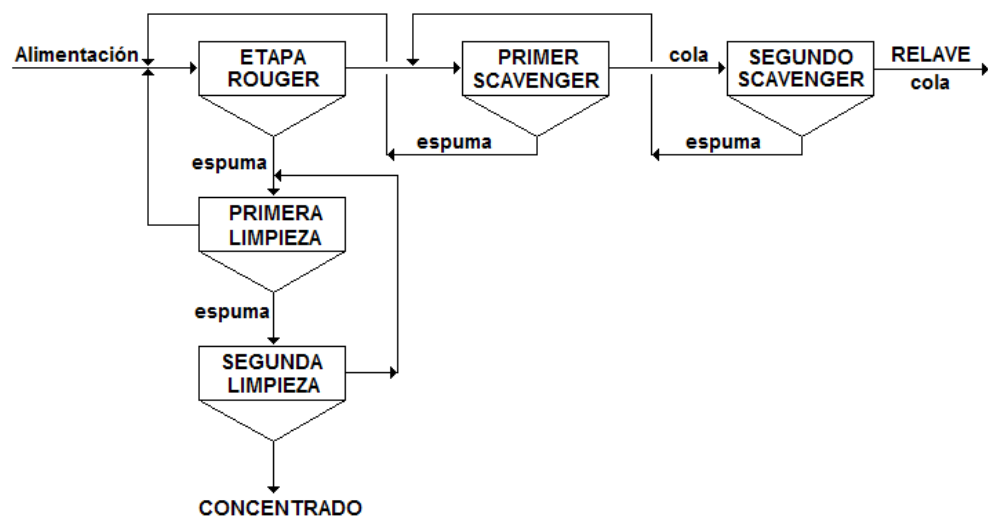 Alimentación
ETAPA
ROUGER
PRIMER
SCAVENGER
cola
SEGUNDO
SCAVENGER
RELAVE
cola
espuma
espuma
espuma
PRIMERA
LIMPIEZA
espuma
SEGUNDA
LIMPIEZA
CONCENTRADO